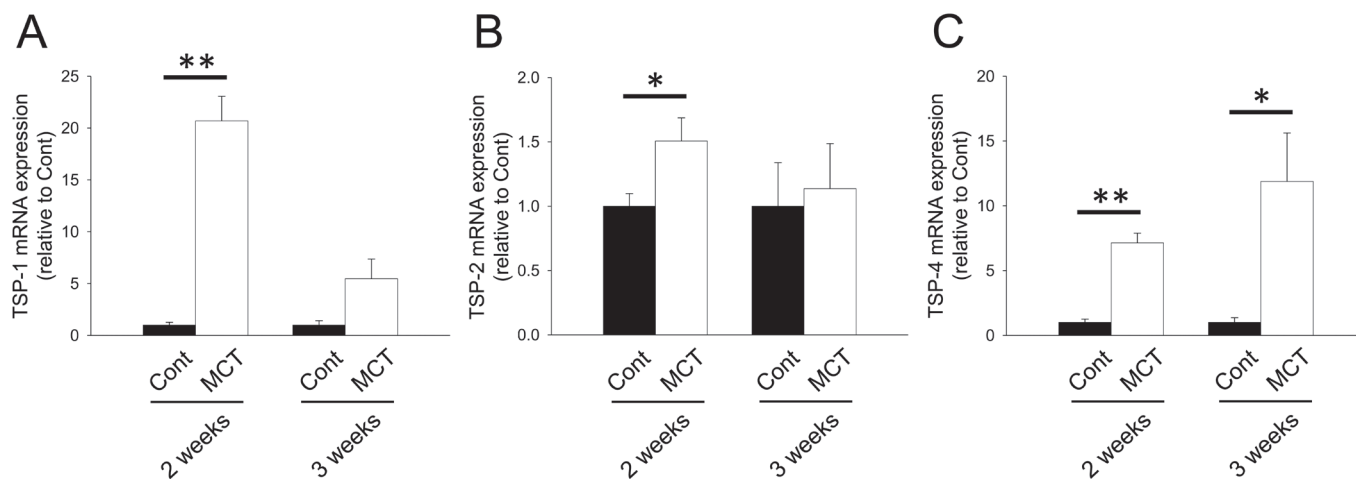 A
TSP-1 mRNA expression
(relative to Cont)
25
20
15
10
5
0
**
Cont
MCT
Cont
MCT
2 weeks
3 weeks
B
TSP-2 mRNA expression
(relative to Cont)
2.0
1.5
1.0
0.5
0.0
*
Cont
MCT
Cont
MCT
2 weeks
3 weeks
C
TSP-4 mRNA expression
(relative to Cont)
20
15
10
5
0
**
*
Cont
MCT
Cont
MCT
2 weeks
3 weeks